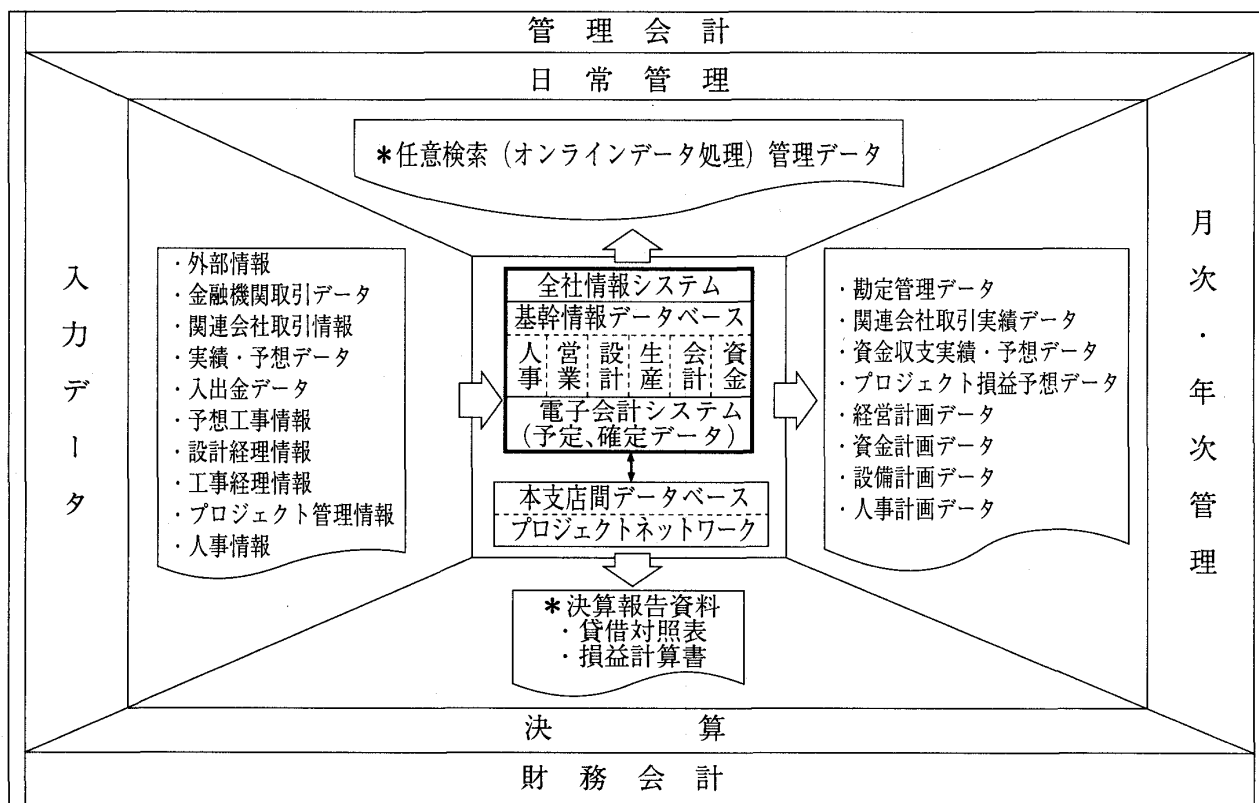 管理会計
日常管理
＊任意検索（オンラインデータ処理）管理データ
入力データ
・外部情報
・金融機関取引データ
・関連会社取引情報
・実績・予想データ
・入出金データ
・予想工事情報
・設計経理情報
・工事経理情報
・プロジェクト管理情報
・人事情報
全社情報システム
基幹情報データベース
人事 営業 設計 生産 会計 資金
電子会計システム
（予定、確定データ）
本支店間データベース
プロジェクトネットワーク
・勘定管理データ
・関連会社取引実績データ
・資金収支実績・予想データ
・プロジェクト損益予想データ
・経営計画データ
・資金計画データ
・設備計画データ
・人事計画データ
月次・年次管理
＊決算報告資料
・貸借対照表
・損益計算書
決算
財務会計